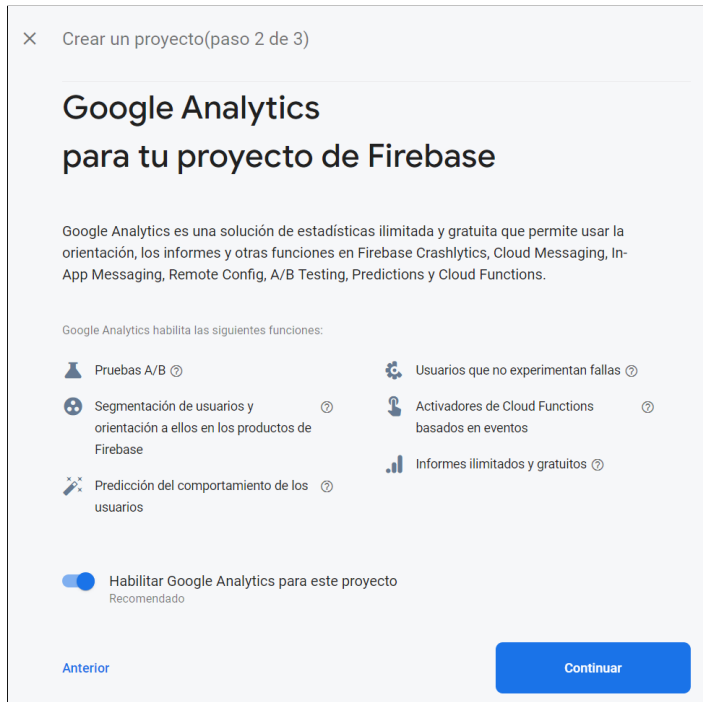 Crear un proyecto(paso 2 de 3)
Google Analytics
para tu proyecto de Firebase
Google Analytics es una solución de estadísticas ilimitada y gratuita que permite usar la
orientación, los informes y otras funciones en Firebase Crashlytics, Cloud Messaging, In-
App Messaging, Remote Config, A/B Testing, Predictions y Cloud Functions.
Google Analytics habilita las siguientes funciones:
Pruebas A/B
Segmentación de usuarios y
orientación a ellos en los productos de
Firebase
Predicción del comportamiento de los
usuarios
Usuarios que no experimentan fallas
Activadores de Cloud Functions
basados en eventos
Informes ilimitados y gratuitos
Habilitar Google Analytics para este proyecto
Recomendado
Anterior
Continuar